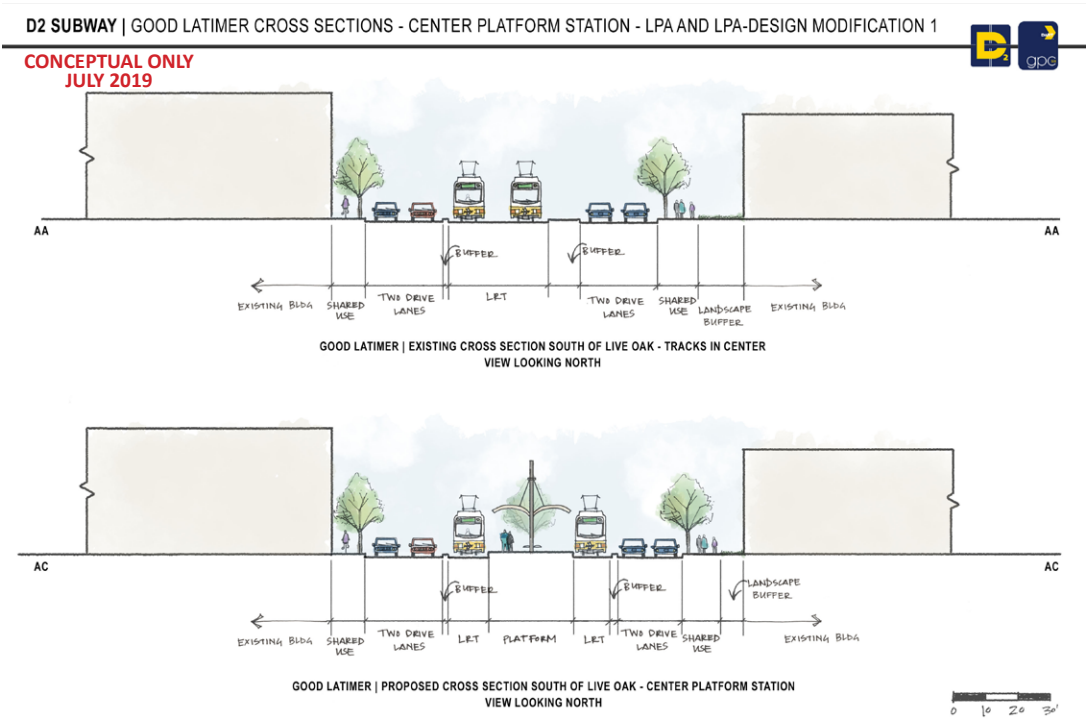 D2 SUBWAY | GOOD LATIMER CROSS SECTIONS - CENTER PLATFORM STATION - LPA AND LPA-DESIGN MODIFICATION 1
D2
gpc
CONCEPTUAL ONLY
JULY 2019
AA
AA
BUFFER
BUFFER
EXISTING BLDG
SHARED USE
TWO DRIVE LANES
LRT
TWO DRIVE LANES
SHARED USE
LANDSCAPE BUFFER
EXISTING BLDG
GOOD LATIMER | EXISTING CROSS SECTION SOUTH OF LIVE OAK - TRACKS IN CENTER
VIEW LOOKING NORTH
AC
AC
BUFFER
BUFFER
LANDSCAPE BUFFER
EXISTING BLDG
SHARED USE
TWO DRIVE LANES
LRT
PLATFORM
LRT
TWO DRIVE LANES
SHARED USE
EXISTING BLDG
GOOD LATIMER | PROPOSED CROSS SECTION SOUTH OF LIVE OAK - CENTER PLATFORM STATION
VIEW LOOKING NORTH
0 10 20 30'